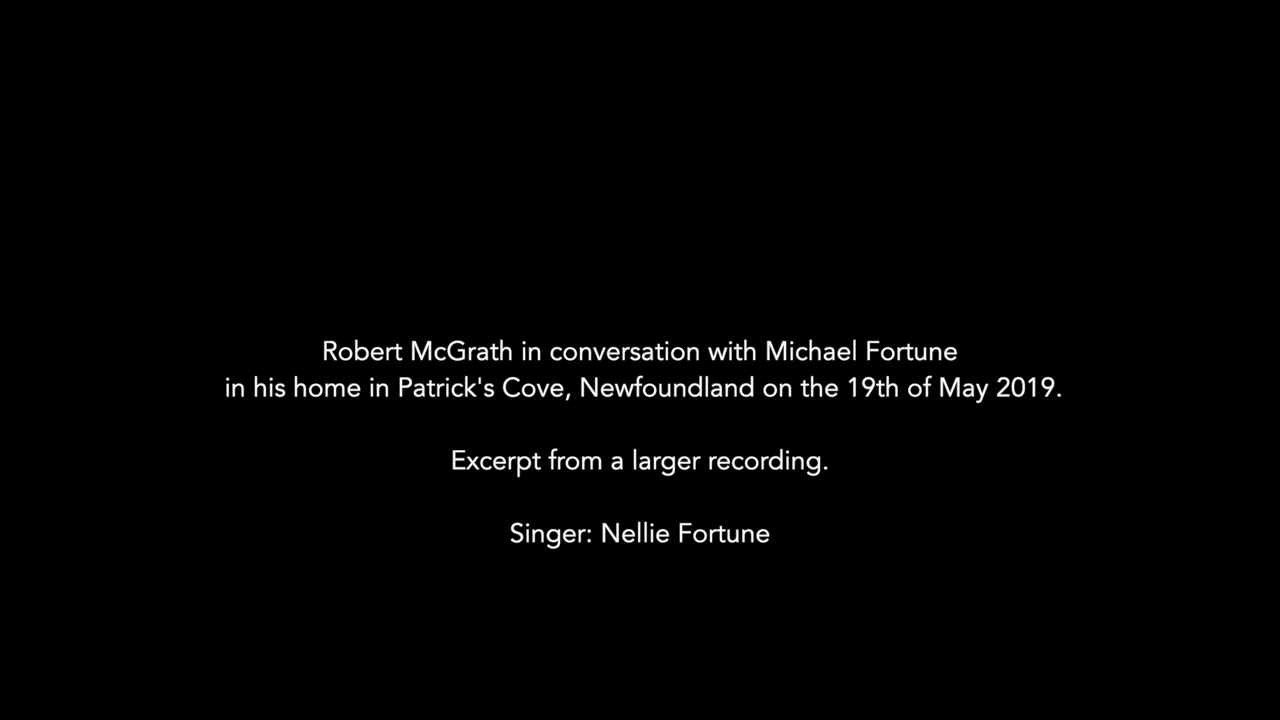 Robert McGrath in conversation with Michael Fortune
in his home in Patrick's Cove, Newfoundland on the 19th of May 2019.
Excerpt from a larger recording.
Singer: Nellie Fortune